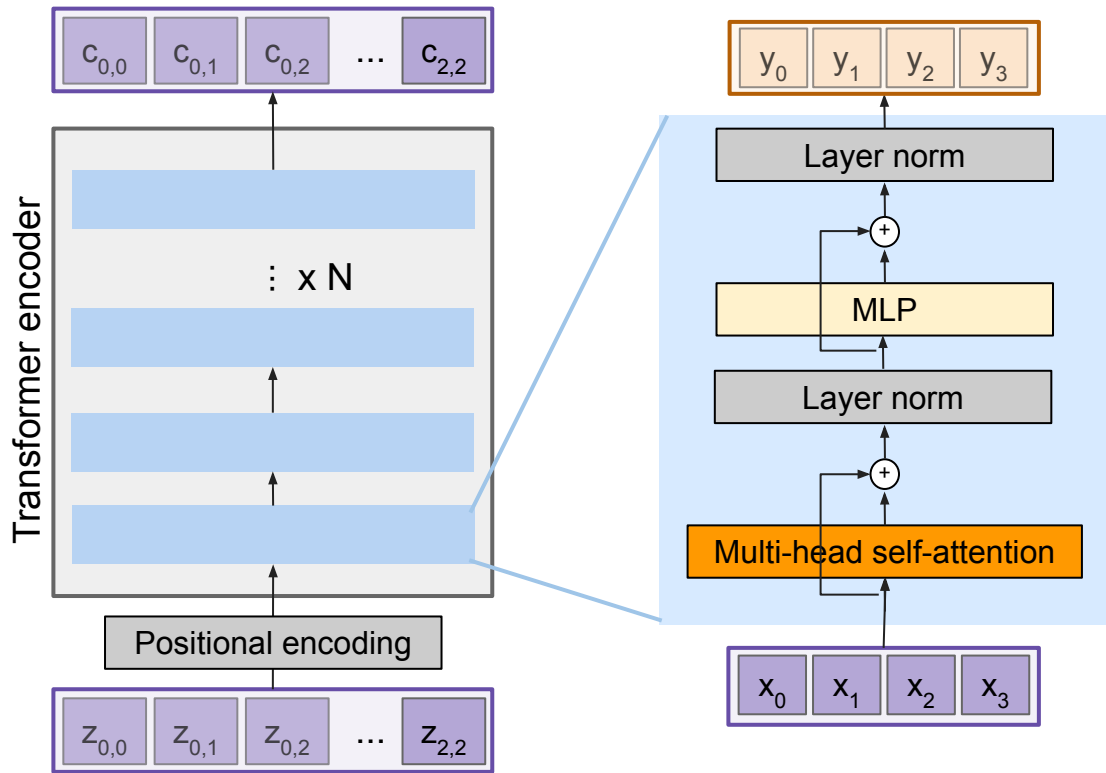 c0,0 c0,1 c0,2 ... c2,2
Transformer encoder
⋮ x N
Positional encoding
z0,0 z0,1 z0,2 ... z2,2
y0 y1 y2 y3
Layer norm
+
MLP
Layer norm
+
Multi-head self-attention
x0 x1 x2 x3